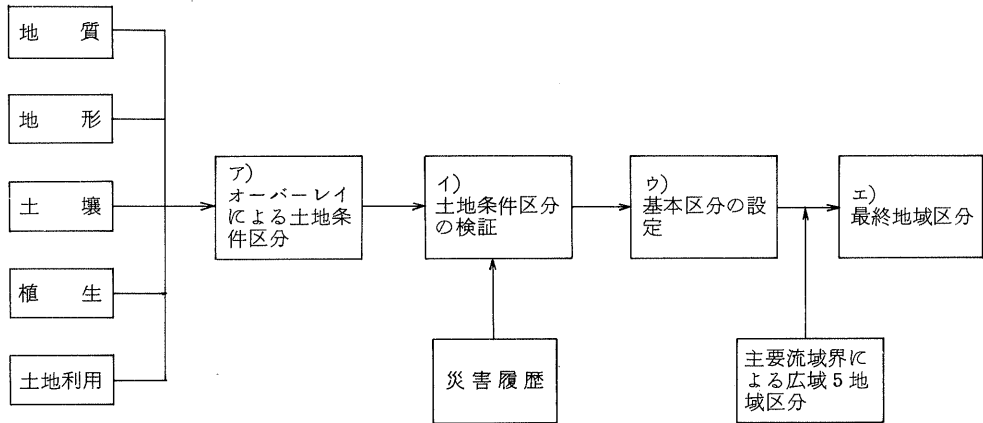 地質
地形
土壌
植生
土地利用
ア)
オーバーレイ
による土地条
件区分
イ)
土地条件区分
の検証
ウ)
基本区分の設
定
エ)
最終地域区分
災害履歴
主要流域界に
よる広域5地
域区分